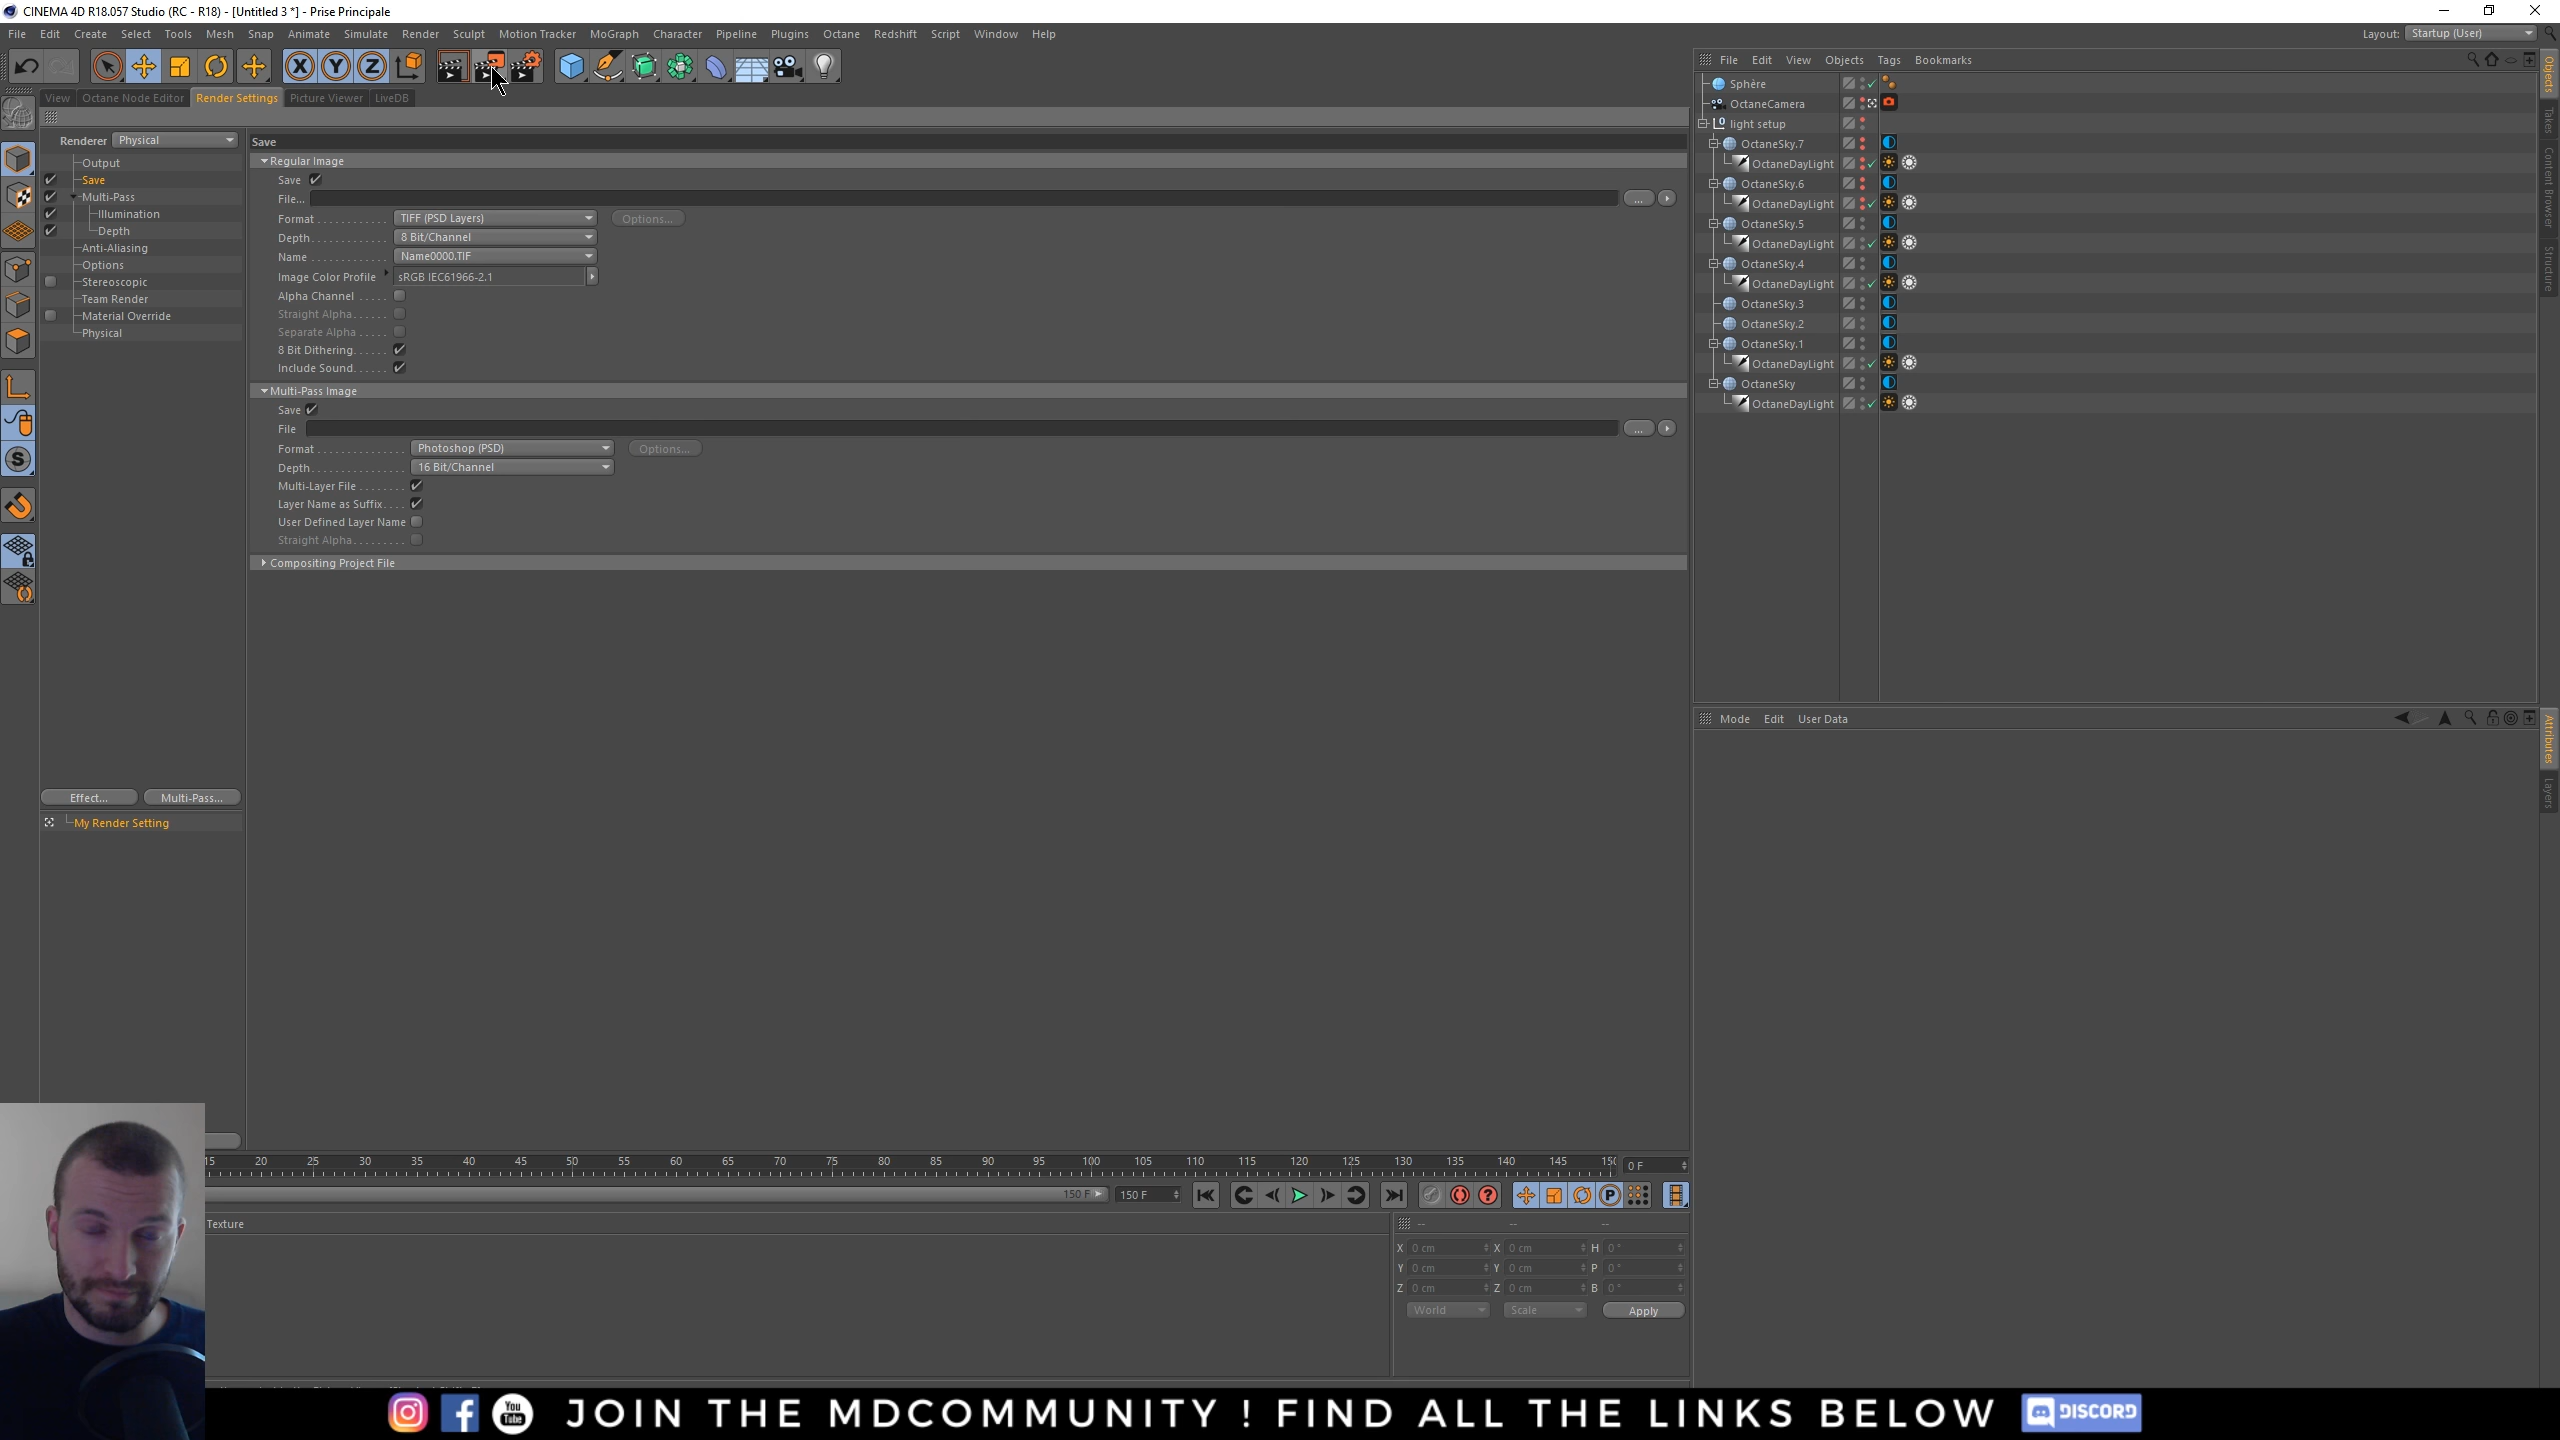 CINEMA 4D R18.057 Studio (RC - R18) - [Untitled 3 *] - Prise Principale
File Edit Create Select Tools Mesh Snap Animate Simulate Render Sculpt Motion Tracker MoGraph Character Pipeline Plugins Octane Redshift Script Window Help
Layout: Startup (User)
X Y Z
View Octane Node Editor Render Settings Picture Viewer LiveDB
Renderer Physical
Output
Save
Multi-Pass
Illumination
Depth
Anti-Aliasing
Options
Stereoscopic
Team Render
Material Override
Physical
Effect... Multi-Pass...
My Render Setting
Save
Regular Image
Save
File...
...
Format TIFF (PSD Layers) Options...
Depth 8 Bit/Channel
Name Name0000.TIF
Image Color Profile sRGB IEC61966-2.1
Alpha Channel
Straight Alpha
Separate Alpha
8 Bit Dithering
Include Sound
Multi-Pass Image
Save
File
...
Format Photoshop (PSD) Options...
Depth 16 Bit/Channel
Multi-Layer File
Layer Name as Suffix
User Defined Layer Name
Straight Alpha
Compositing Project File
File Edit View Objects Tags Bookmarks
Sphère
OctaneCamera
light setup
OctaneSky.7
OctaneDayLight
OctaneSky.6
OctaneDayLight
OctaneSky.5
OctaneDayLight
OctaneSky.4
OctaneDayLight
OctaneSky.3
OctaneSky.2
OctaneSky.1
OctaneDayLight
OctaneSky
OctaneDayLight
Objects
Takes
Content Browser
Structure
Mode Edit User Data
Attributes
Layers
15 20 25 30 35 40 45 50 55 60 65 70 75 80 85 90 95 100 105 110 115 120 125 130 135 140 145 150 0 F
150 F 150 F
Texture
-- -- --
X 0 cm X 0 cm H 0 °
Y 0 cm Y 0 cm P 0 °
Z 0 cm Z 0 cm B 0 °
World Scale Apply
You Tube JOIN THE MDCOMMUNITY ! FIND ALL THE LINKS BELOW DISCORD